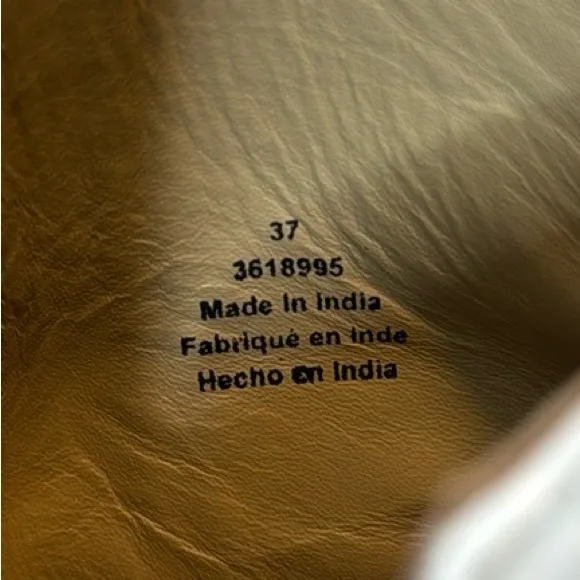 37
3618995
Made In India
Fabriqué en Inde
Hecho en India